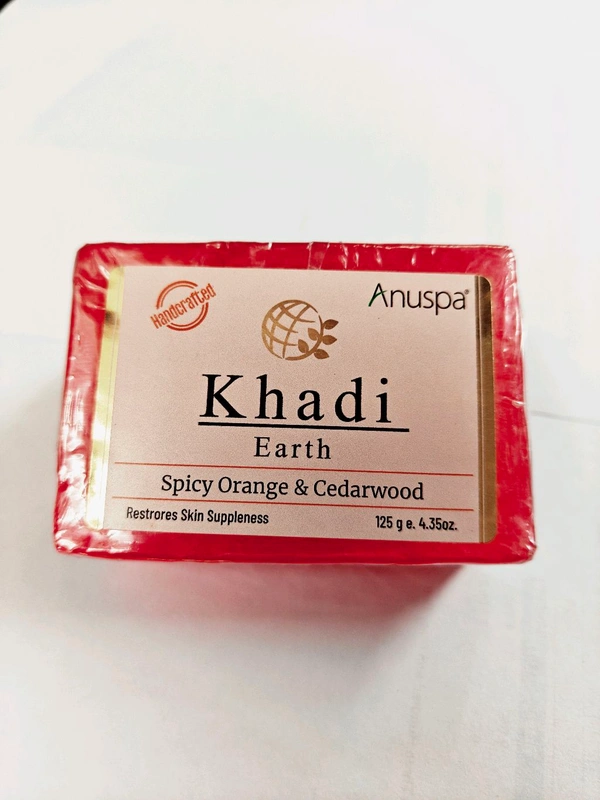 Handcrafted
Anuspa®
Khadi
Earth
Spicy Orange & Cedarwood
Restrores Skin Suppleness
125 g e. 4.35oz.